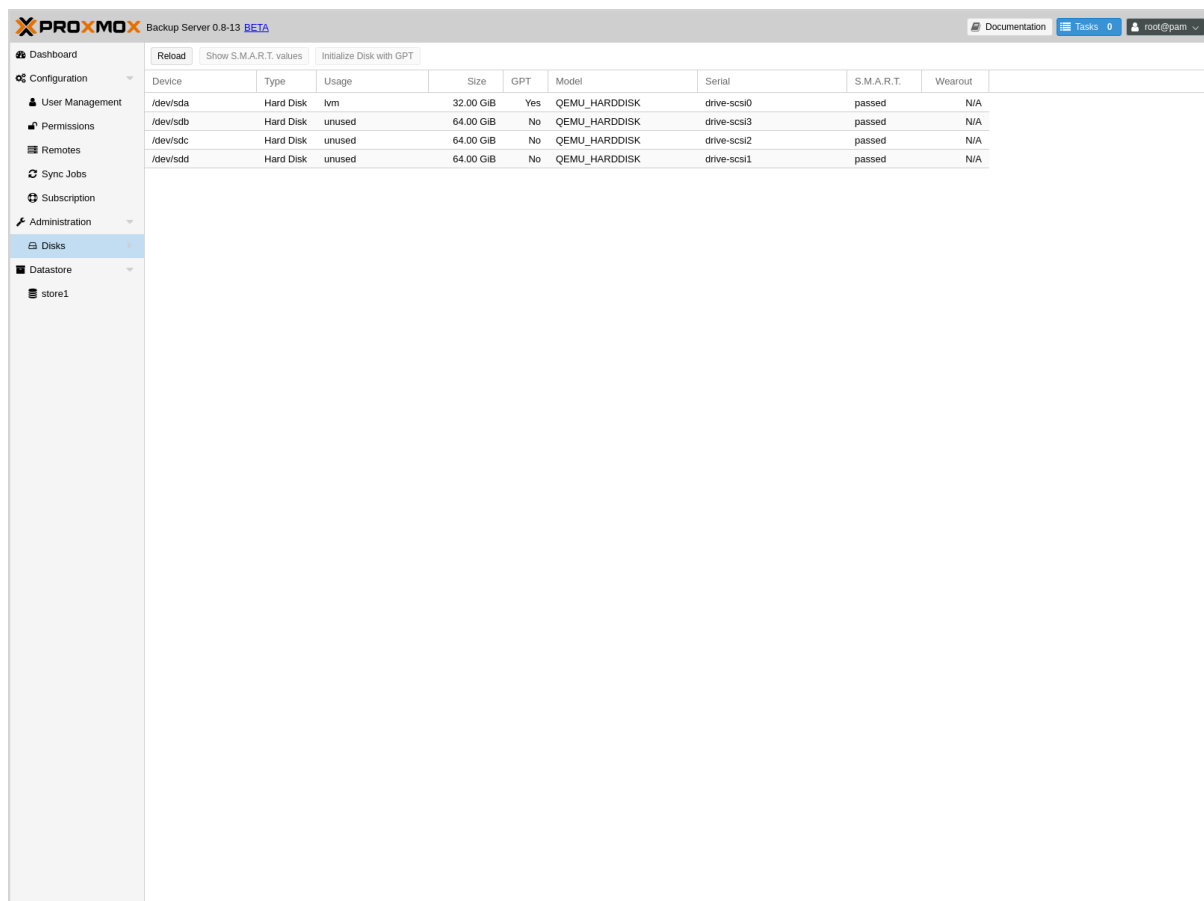 PROXMOX Backup Server 0.8-13 BETA Documentation Tasks 0 root@pam
Dashboard
Configuration
User Management
Permissions
Remotes
Sync Jobs
Subscription
Administration
Disks
Datastore
store1
Reload Show S.M.A.R.T. values Initialize Disk with GPT
Device Type Usage Size GPT Model Serial S.M.A.R.T. Wearout
/dev/sda Hard Disk lvm 32.00 GiB Yes QEMU_HARDDISK drive-scsi0 passed N/A
/dev/sdb Hard Disk unused 64.00 GiB No QEMU_HARDDISK drive-scsi3 passed N/A
/dev/sdc Hard Disk unused 64.00 GiB No QEMU_HARDDISK drive-scsi2 passed N/A
/dev/sdd Hard Disk unused 64.00 GiB No QEMU_HARDDISK drive-scsi1 passed N/A